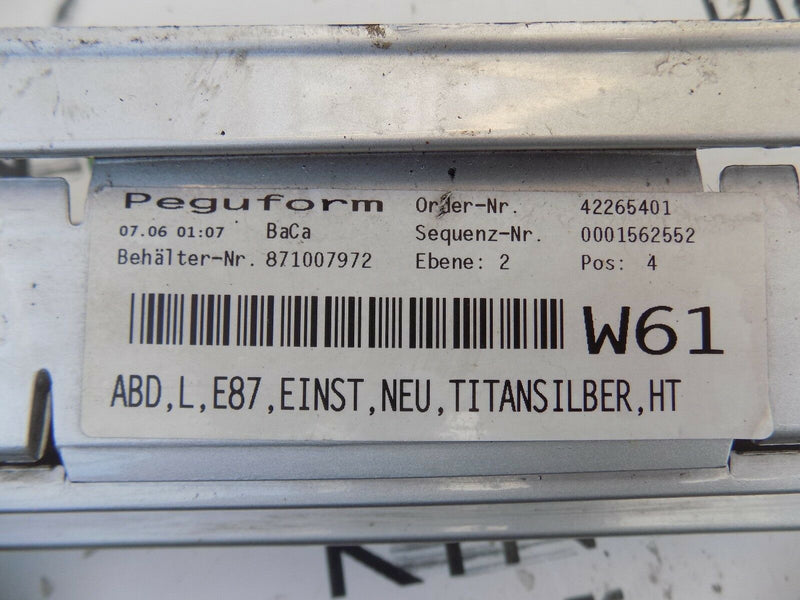 Peguform Order-Nr. 42265401
07.06 01:07 BaCa Sequenz-Nr. 0001562552
Behälter-Nr. 871007972 Ebene: 2 Pos: 4
W61
ABD,L,E87,EINST,NEU,TITANSILBER,HT